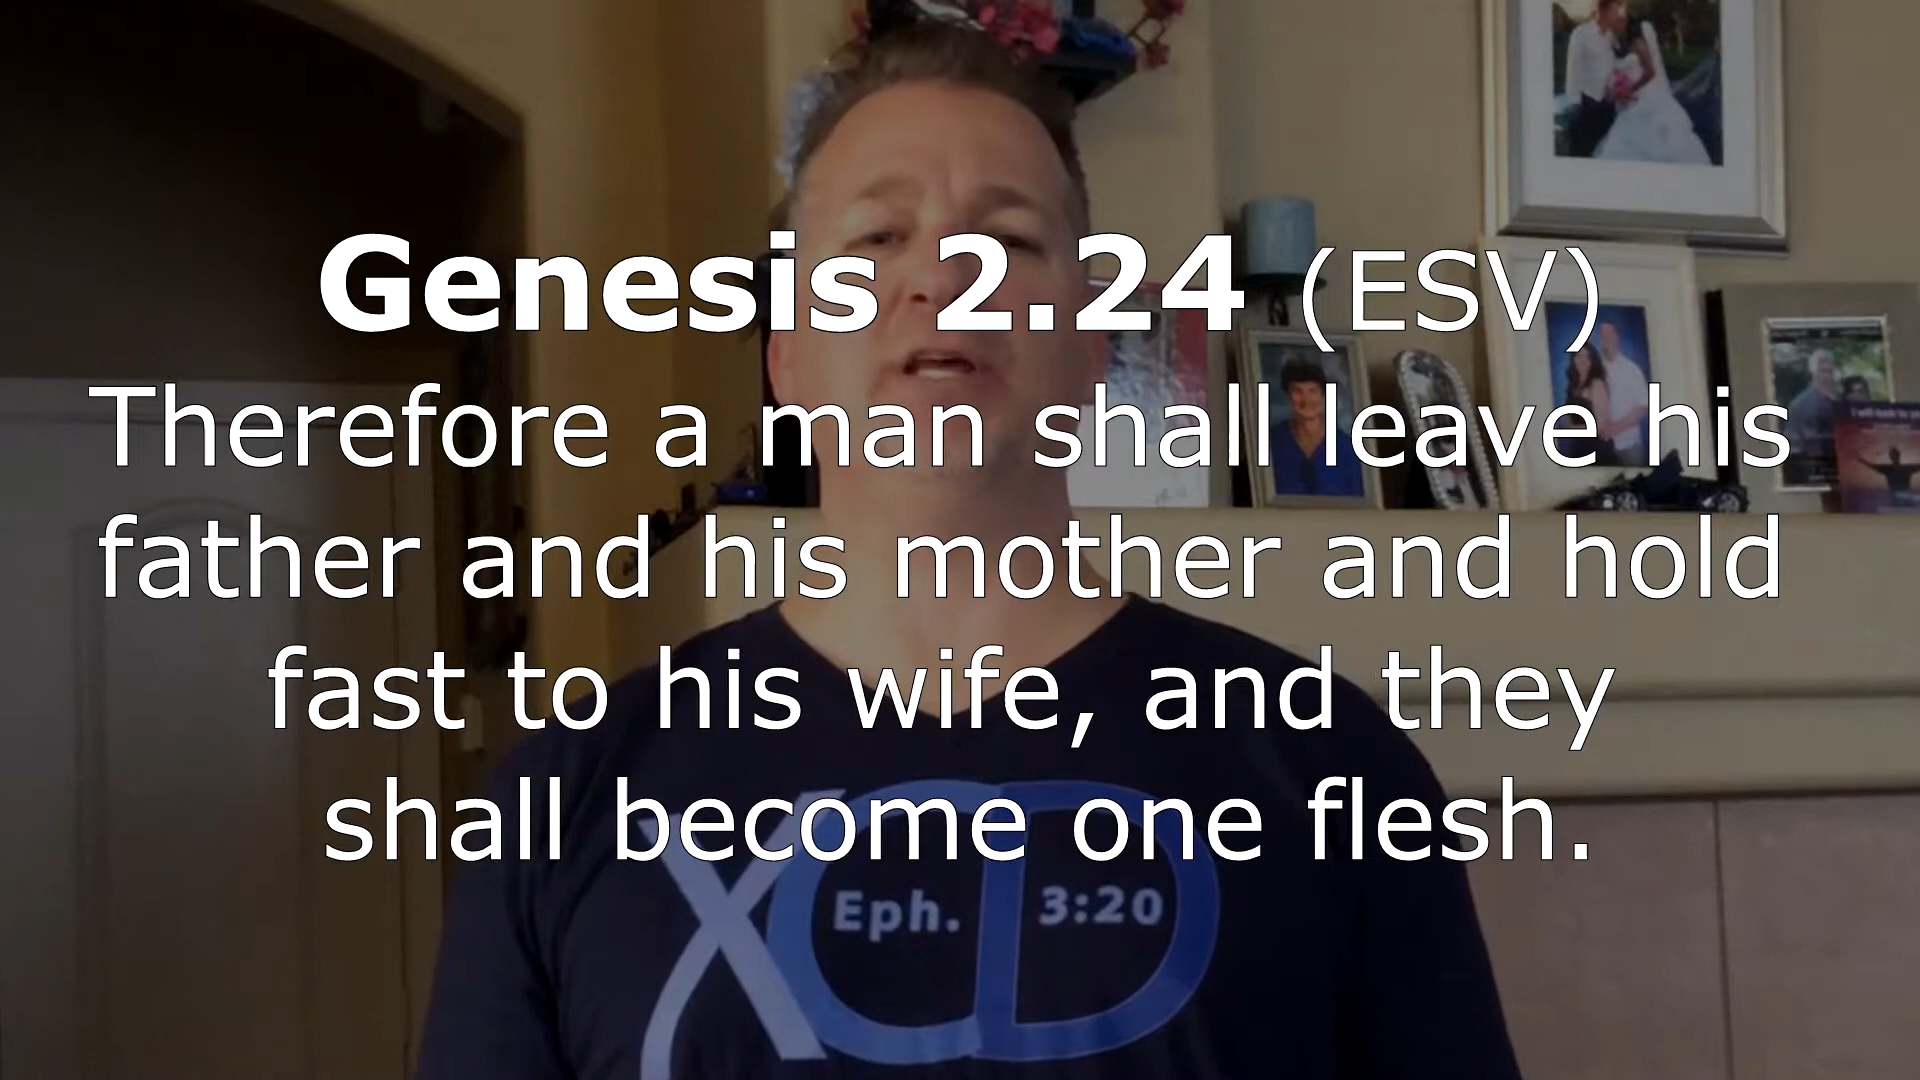 Genesis 2.24 (ESV)
Therefore a man shall leave his
father and his mother and hold
fast to his wife, and they
shall become one flesh.
XCD
Eph. 3:20